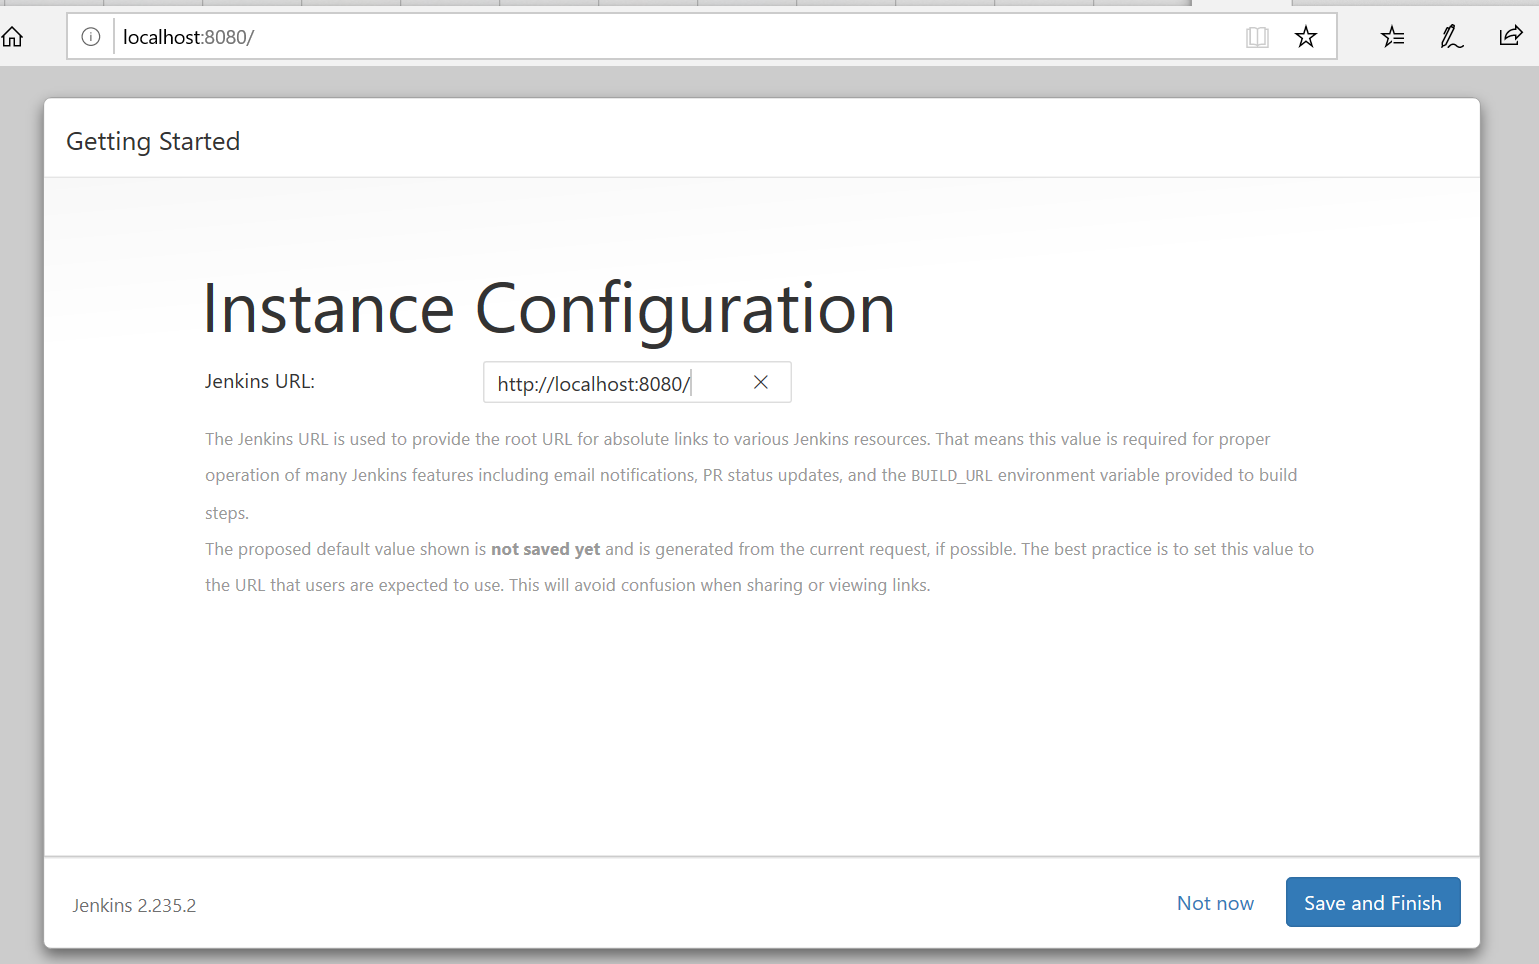 localhost:8080/
Getting Started
Instance Configuration
Jenkins URL:
http://localhost:8080/
The Jenkins URL is used to provide the root URL for absolute links to various Jenkins resources. That means this value is required for proper
operation of many Jenkins features including email notifications, PR status updates, and the BUILD_URL environment variable provided to build
steps.
The proposed default value shown is not saved yet and is generated from the current request, if possible. The best practice is to set this value to
the URL that users are expected to use. This will avoid confusion when sharing or viewing links.
Jenkins 2.235.2
Not now
Save and Finish